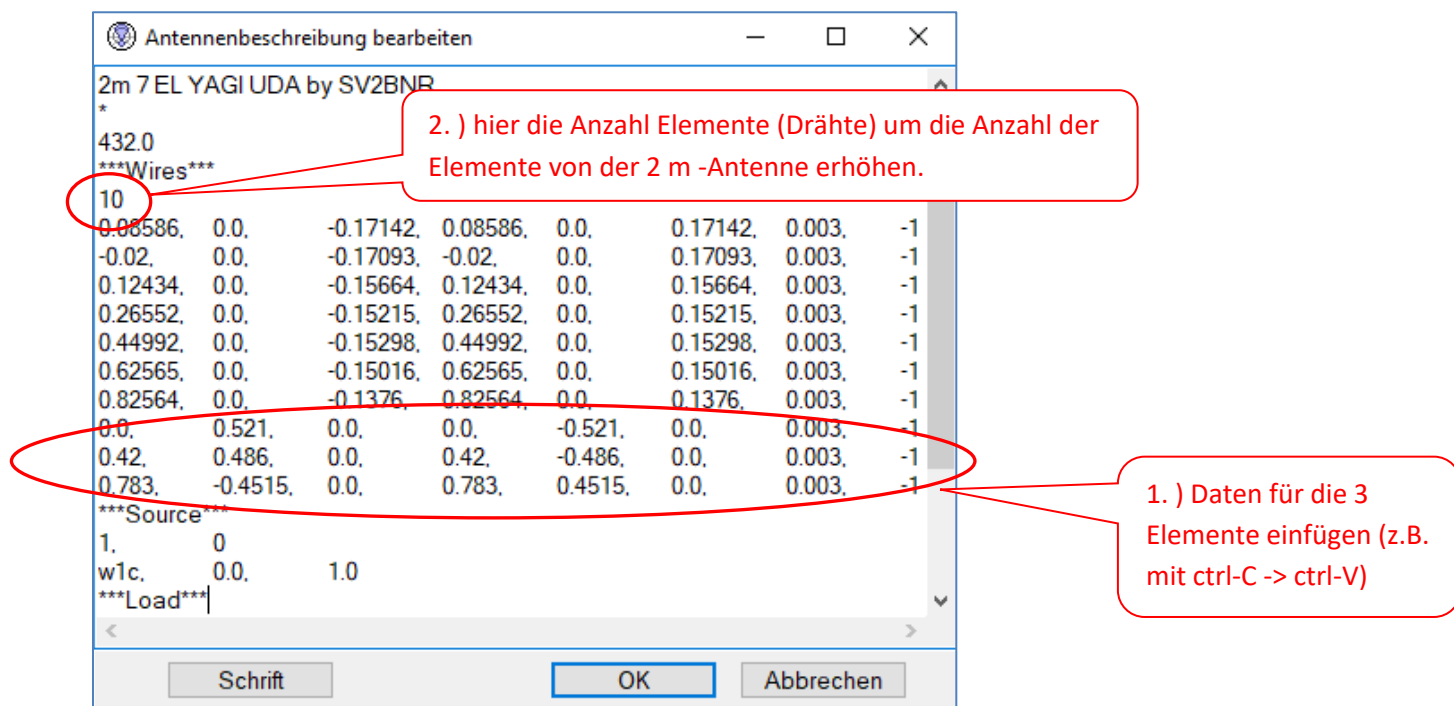 Antennenbeschreibung bearbeiten
2m 7 EL YAGI UDA by SV2BNR
*
432.0
***Wires***
10
0.08586, 0.0, -0.17142, 0.08586, 0.0, 0.17142, 0.003, -1
-0.02, 0.0, -0.17093, -0.02, 0.0, 0.17093, 0.003, -1
0.12434, 0.0, -0.15664, 0.12434, 0.0, 0.15664, 0.003, -1
0.26552, 0.0, -0.15215, 0.26552, 0.0, 0.15215, 0.003, -1
0.44992, 0.0, -0.15298, 0.44992, 0.0, 0.15298, 0.003, -1
0.62565, 0.0, -0.15016, 0.62565, 0.0, 0.15016, 0.003, -1
0.82564, 0.0, -0.1376, 0.82564, 0.0, 0.1376, 0.003, -1
0.0, 0.521, 0.0, 0.0, -0.521, 0.0, 0.003, -1
0.42, 0.486, 0.0, 0.42, -0.486, 0.0, 0.003, -1
0.783, -0.4515, 0.0, 0.783, 0.4515, 0.0, 0.003, -1
***Source***
1, 0
w1c, 0.0, 1.0
***Load***
Schrift OK Abbrechen
2. ) hier die Anzahl Elemente (Drähte) um die Anzahl der
Elemente von der 2 m -Antenne erhöhen.
1. ) Daten für die 3
Elemente einfügen (z.B.
mit ctrl-C -> ctrl-V)